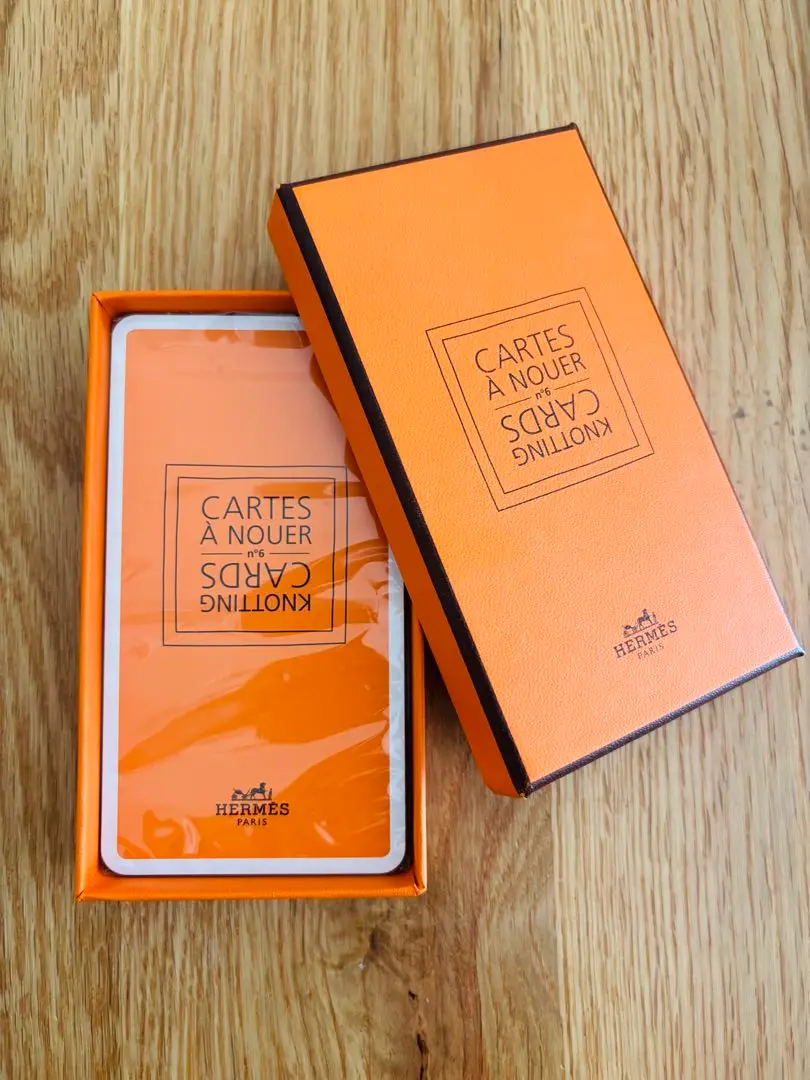 CARTES
À NOUER
n°6
KNOTTING
CARDS
HERMÈS
PARIS
CARTES
À NOUER
n°6
KNOTTING
CARDS
HERMÈS
PARIS